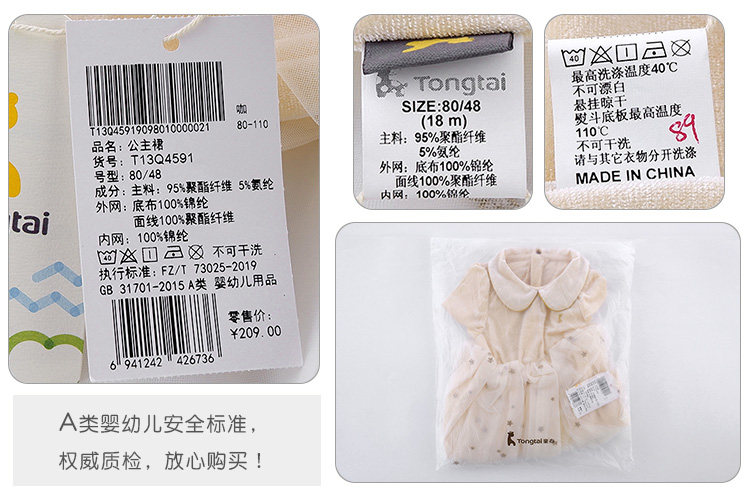 T13Q459190980100000​21
咖
80-110
品名：公主裙
货号：T13Q4591
号型：80/48
成分：主料：95%聚酯纤维 5%氨纶
外网：底布100%锦纶
面线100%聚酯纤维
内网：100%锦纶
40 不可干洗
执行标准：FZ/T 73025-2019
GB 31701-2015 A类 婴幼儿用品
零售价：
¥209.00
6 941242 426736
tai
A类婴幼儿安全标准，
权威质检，放心购买！
Tongtai
SIZE:80/48
(18 m)
主料：95%聚酯纤维
5%氨纶
外网：底布100%锦纶
面线100%聚酯纤维
内网：100%锦纶
40
最高洗涤温度40℃
不可漂白
悬挂晾干
熨斗底板最高温度
110℃
不可干洗
请与其它衣物分开洗涤
MADE IN CHINA
89
Tongtai 童泰